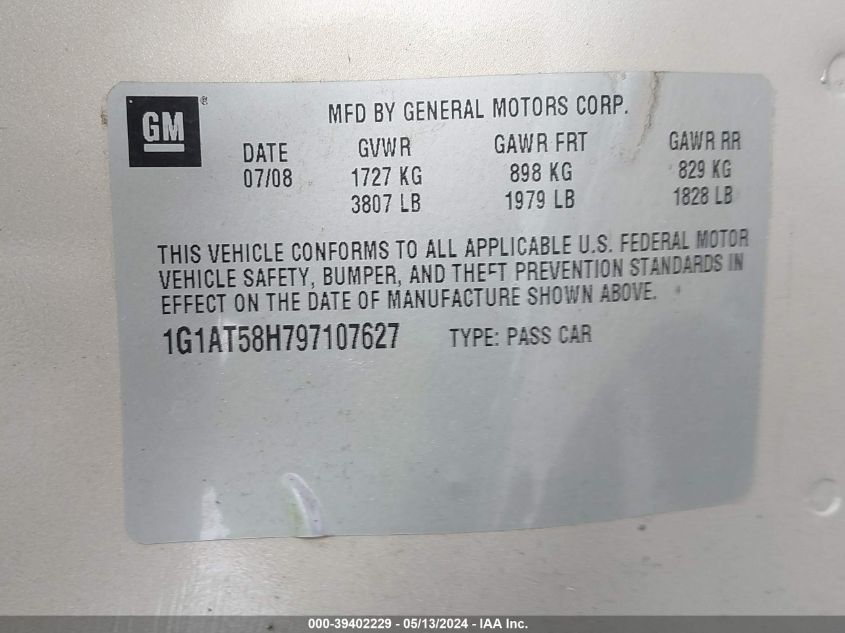 GM®
MFD BY GENERAL MOTORS CORP.
DATE GVWR GAWR FRT GAWR RR
07/08 1727 KG 898 KG 829 KG
3807 LB 1979 LB 1828 LB
THIS VEHICLE CONFORMS TO ALL APPLICABLE U.S. FEDERAL MOTOR
VEHICLE SAFETY, BUMPER, AND THEFT PREVENTION STANDARDS IN
EFFECT ON THE DATE OF MANUFACTURE SHOWN ABOVE.
1G1AT58H797107627 TYPE: PASS CAR
000-39402229 - 05/13/2024 - IAA Inc.